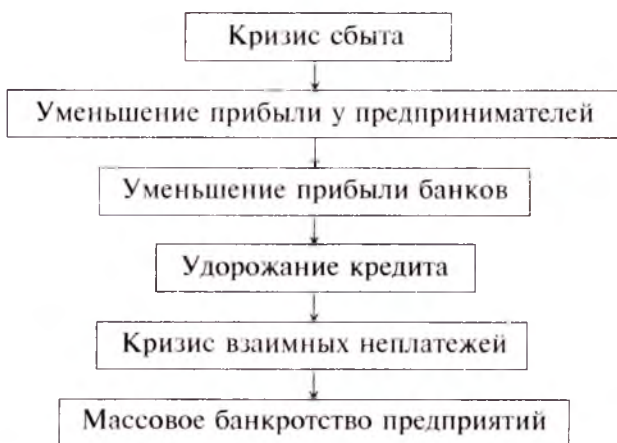 Кризис сбыта
Уменьшение прибыли у предпринимателей
Уменьшение прибыли банков
Удорожание кредита
Кризис взаимных неплатежей
Массовое банкротство предприятий